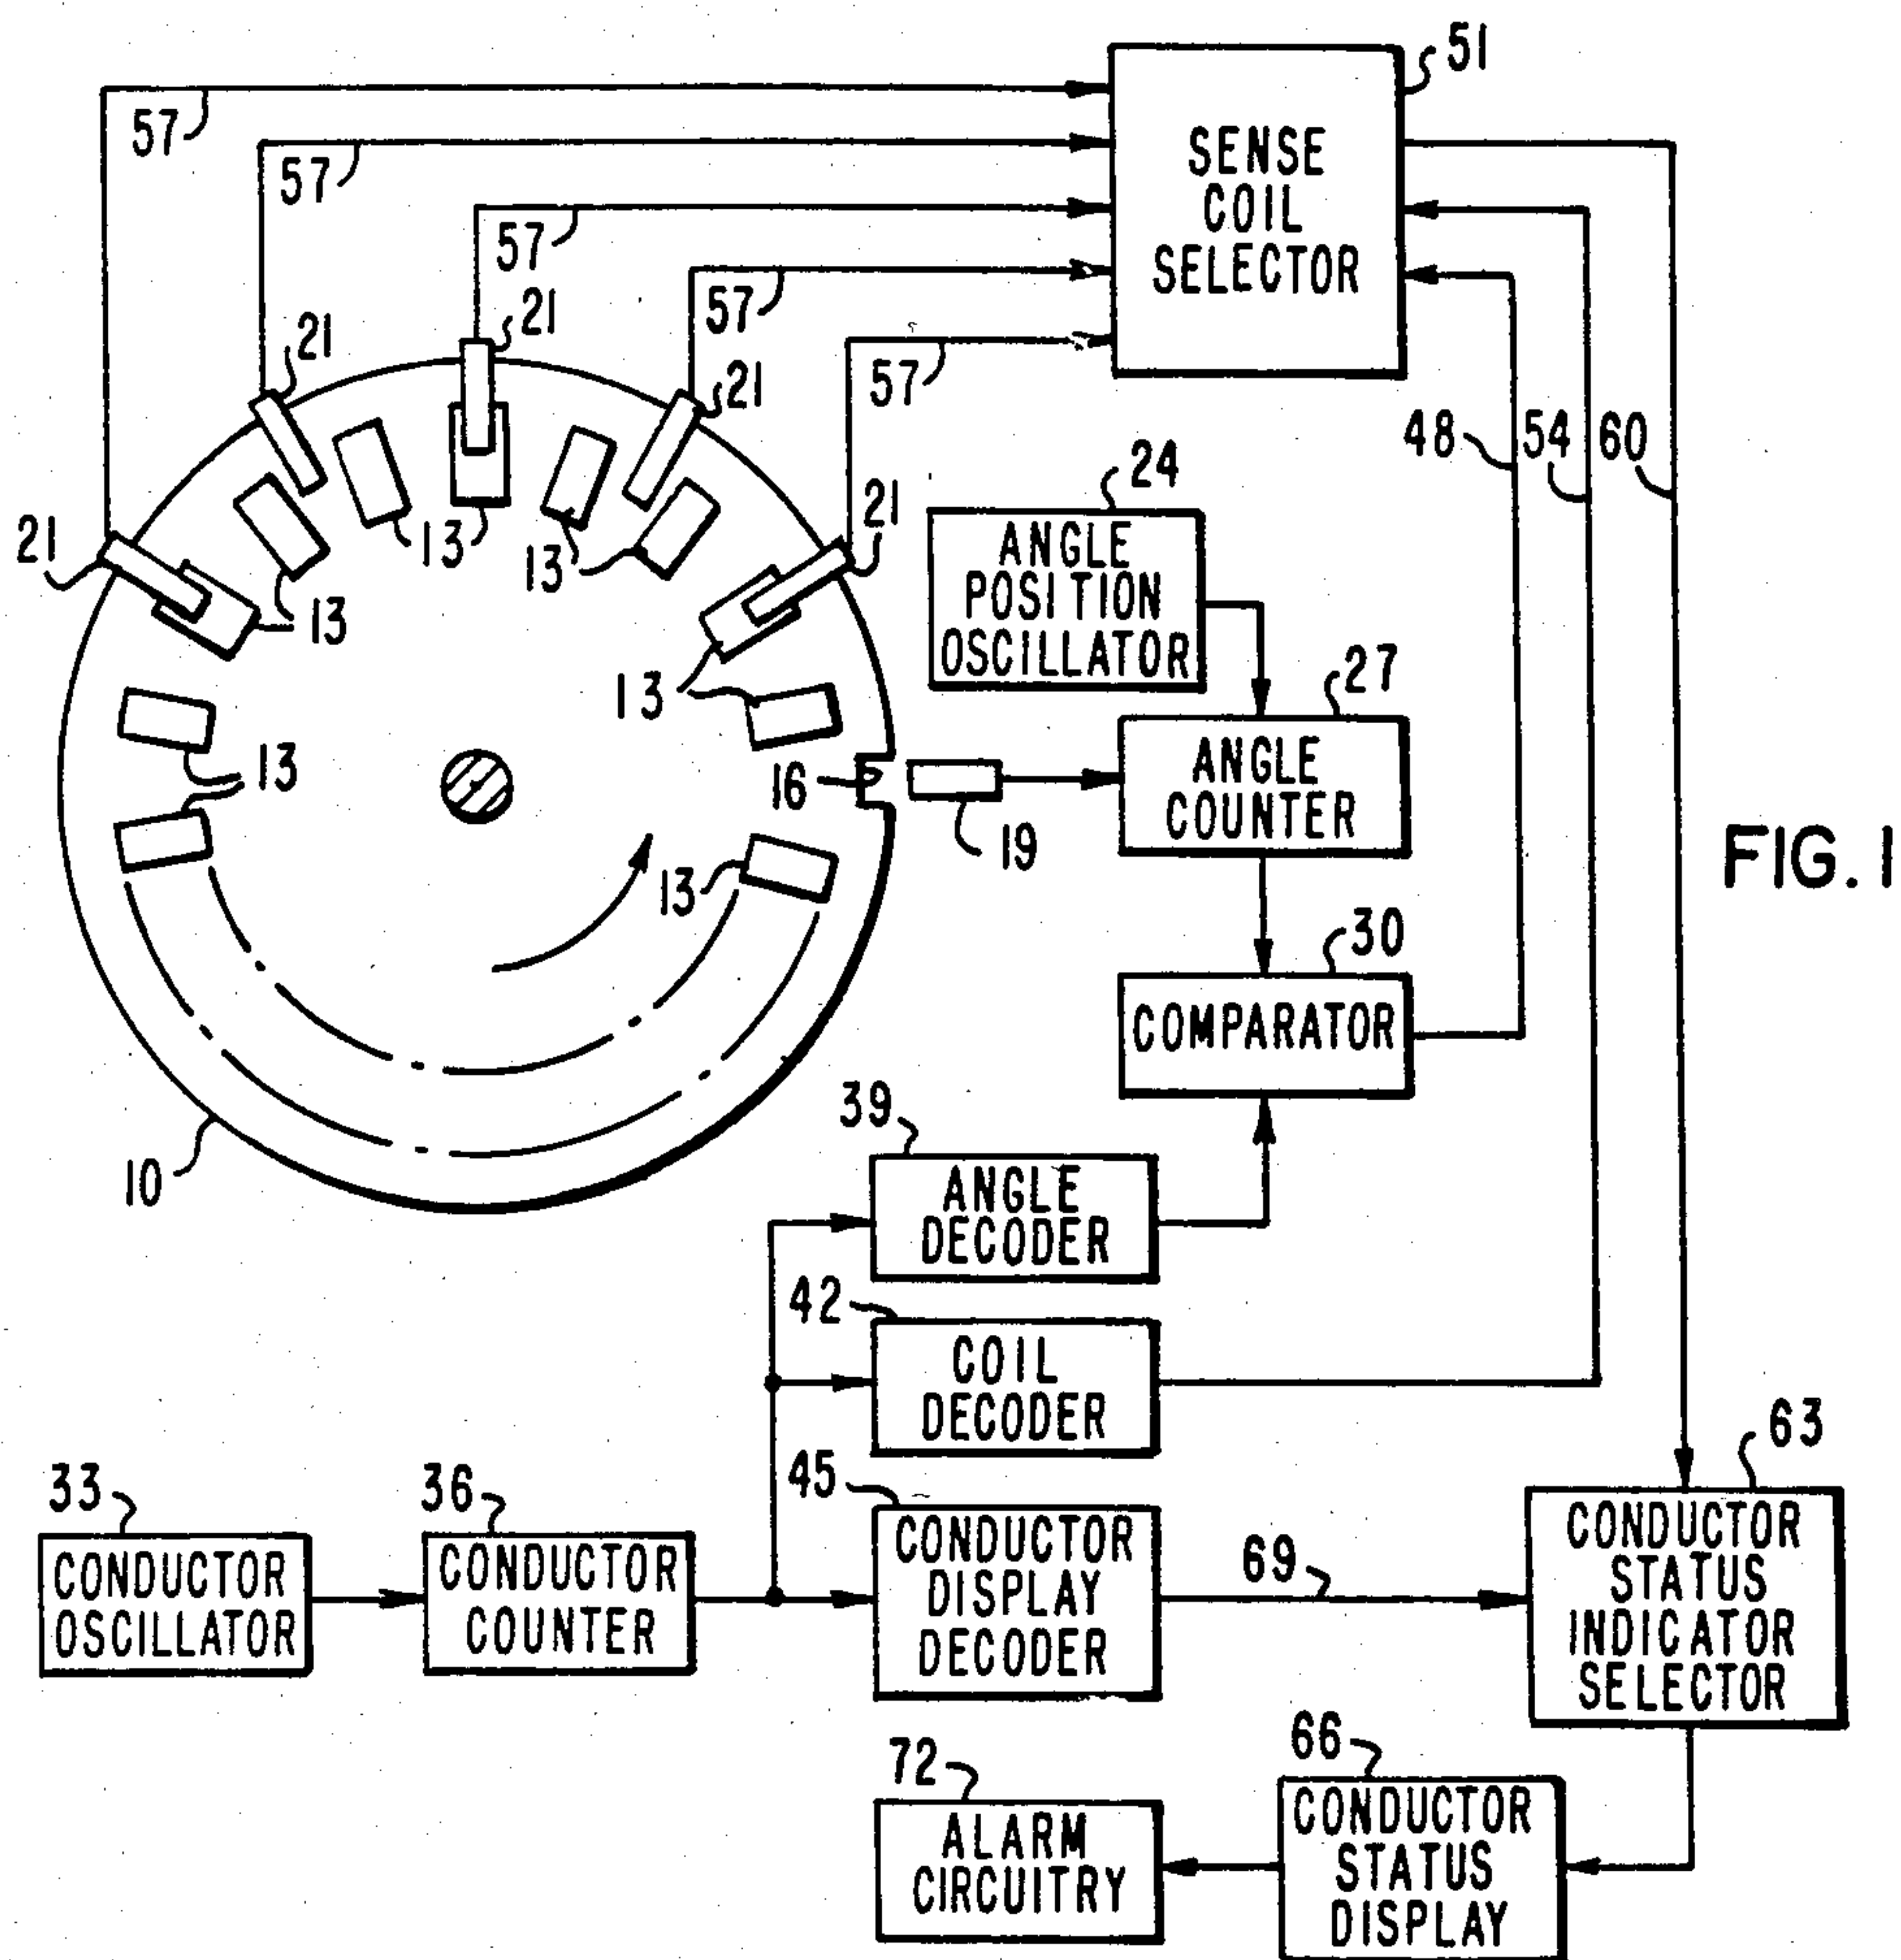 51
57
SENSE
COIL
SELECTOR
57
57
57
57
21
21
21
21
21
48
54
60
24
ANGLE
POSITION
OSCILLATOR
13
13
13
13
13
13
27
16
19
ANGLE
COUNTER
FIG. 1
30
COMPARATOR
10
39
ANGLE
DECODER
42
COIL
DECODER
33
CONDUCTOR
OSCILLATOR
36
CONDUCTOR
COUNTER
45
CONDUCTOR
DISPLAY
DECODER
69
63
CONDUCTOR
STATUS
INDICATOR
SELECTOR
72
ALARM
CIRCUITRY
66
CONDUCTOR
STATUS
DISPLAY